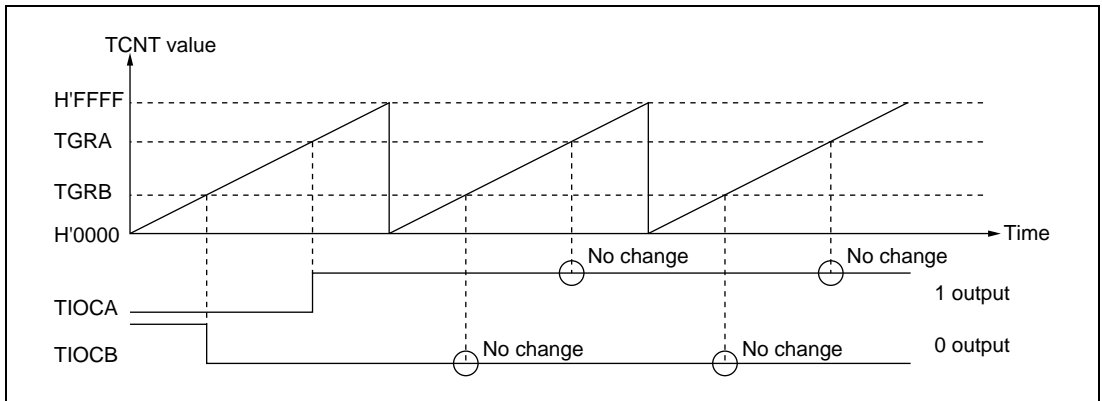 TCNT value
H'FFFF
TGRA
TGRB
H'0000
Time
No change
No change
TIOCA
1 output
No change
No change
TIOCB
0 output